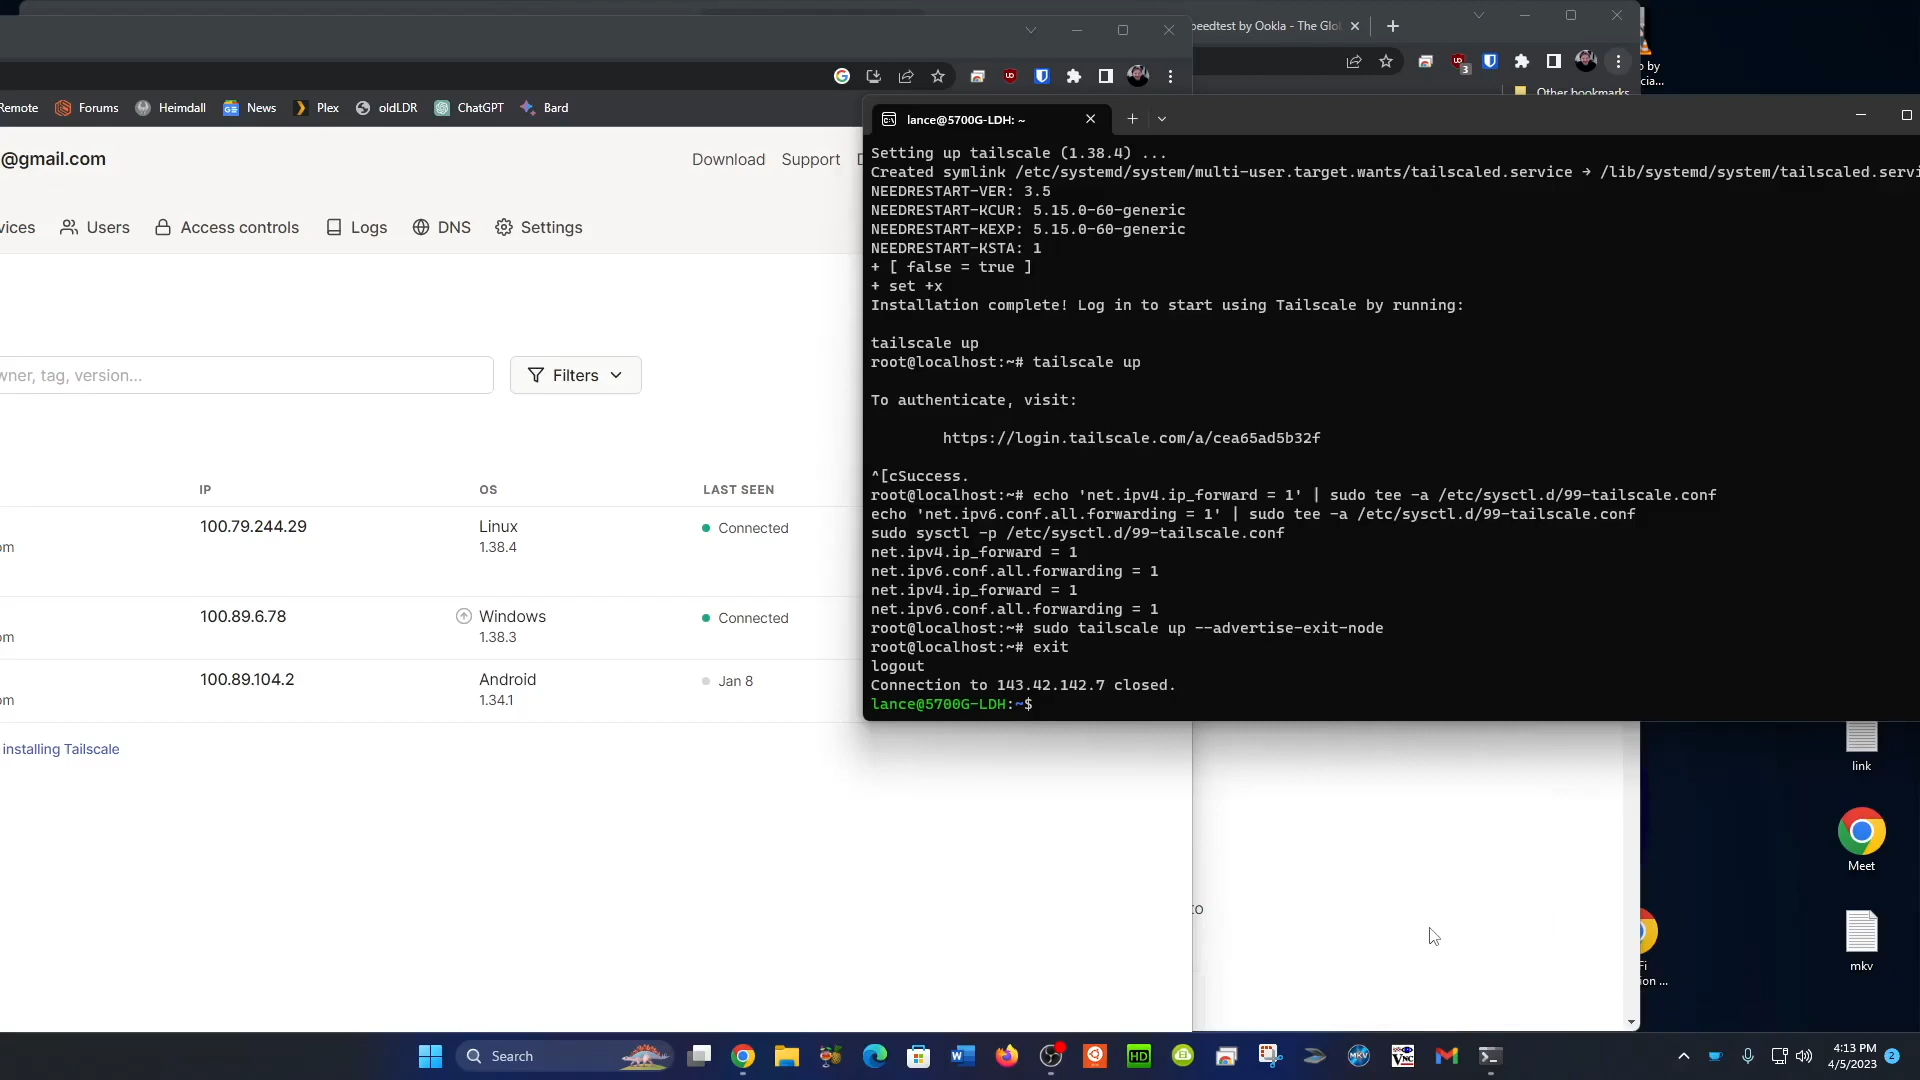 Speedtest by Ookla - The Glo
Remote
Forums
Heimdall
News
Plex
oldLDR
ChatGPT
Bard
Other bookmarks
@gmail.com
Download
Support
D
vices
Users
Access controls
Logs
DNS
Settings
wner, tag, version...
Filters
IP
OS
LAST SEEN
100.79.244.29
Linux
1.38.4
Connected
om
100.89.6.78
Windows
1.38.3
Connected
om
100.89.104.2
Android
1.34.1
Jan 8
om
installing Tailscale
lance@5700G-LDH: ~
Setting up tailscale (1.38.4) ...
Created symlink /etc/systemd/system/multi-user.target.wants/tailscaled.service → /lib/systemd/system/tailscaled.servi
NEEDRESTART-VER: 3.5
NEEDRESTART-KCUR: 5.15.0-60-generic
NEEDRESTART-KEXP: 5.15.0-60-generic
NEEDRESTART-KSTA: 1
+ [ false = true ]
+ set +x
Installation complete! Log in to start using Tailscale by running:
tailscale up
root@localhost:~# tailscale up
To authenticate, visit:
https://login.tailscale.com/a/cea65ad5b32f
^[cSuccess.
root@localhost:~# echo 'net.ipv4.ip_forward = 1' | sudo tee -a /etc/sysctl.d/99-tailscale.conf
echo 'net.ipv6.conf.all.forwarding = 1' | sudo tee -a /etc/sysctl.d/99-tailscale.conf
sudo sysctl -p /etc/sysctl.d/99-tailscale.conf
net.ipv4.ip_forward = 1
net.ipv6.conf.all.forwarding = 1
net.ipv4.ip_forward = 1
net.ipv6.conf.all.forwarding = 1
root@localhost:~# sudo tailscale up --advertise-exit-node
root@localhost:~# exit
logout
Connection to 143.42.142.7 closed.
lance@5700G-LDH:~$
to
o by
cia...
link
Meet
Fi
ion ...
mkv
Search
4:13 PM
4/5/2023
2